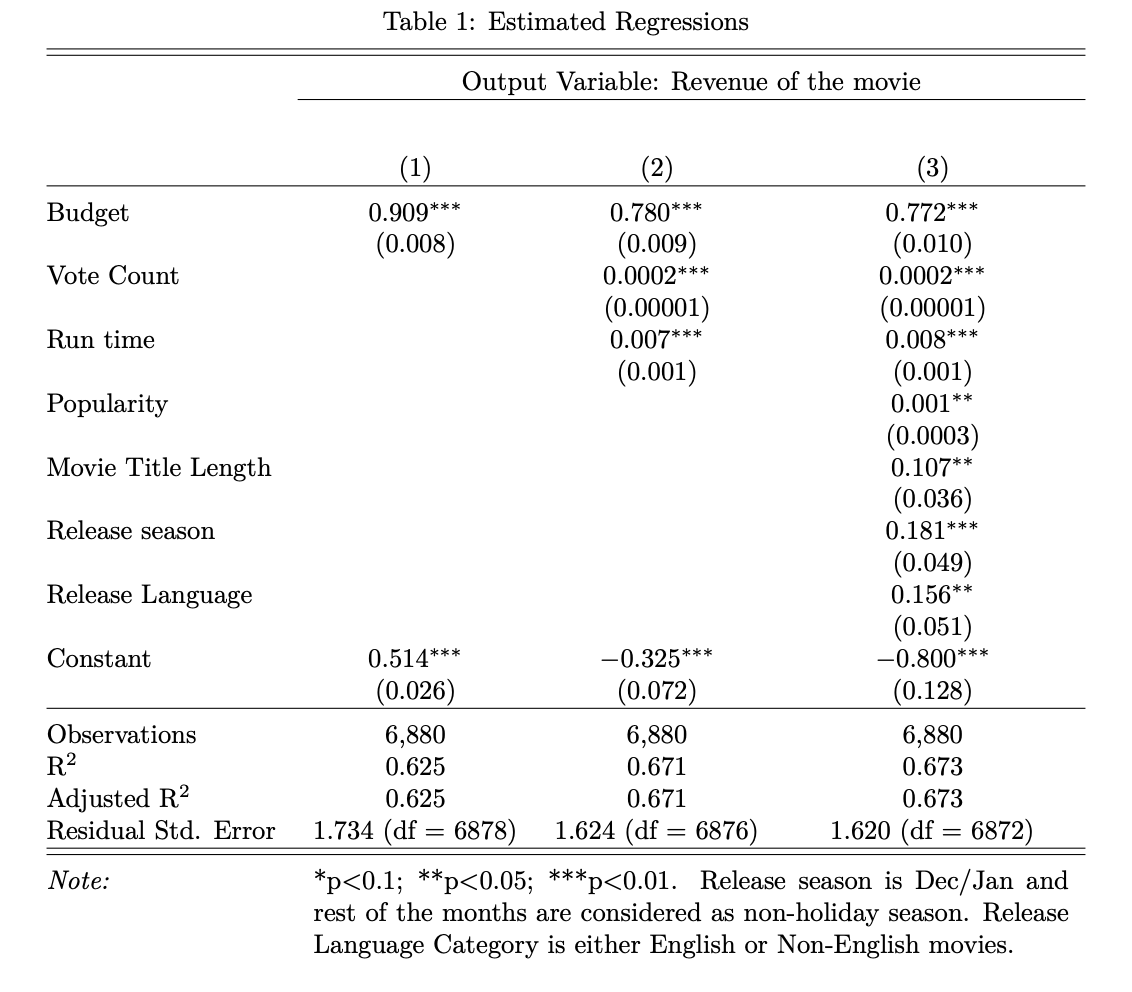 Table 1: Estimated Regressions
Output Variable: Revenue of the movie
(1) (2) (3)
Budget 0.909*** 0.780*** 0.772***
(0.008) (0.009) (0.010)
Vote Count 0.0002*** 0.0002***
(0.00001) (0.00001)
Run time 0.007*** 0.008***
(0.001) (0.001)
Popularity 0.001**
(0.0003)
Movie Title Length 0.107**
(0.036)
Release season 0.181***
(0.049)
Release Language 0.156**
(0.051)
Constant 0.514*** −0.325*** −0.800***
(0.026) (0.072) (0.128)
Observations 6,880 6,880 6,880
R² 0.625 0.671 0.673
Adjusted R² 0.625 0.671 0.673
Residual Std. Error 1.734 (df = 6878) 1.624 (df = 6876) 1.620 (df = 6872)
Note: *p<0.1; **p<0.05; ***p<0.01. Release season is Dec/Jan and
rest of the months are considered as non-holiday season. Release
Language Category is either English or Non-English movies.